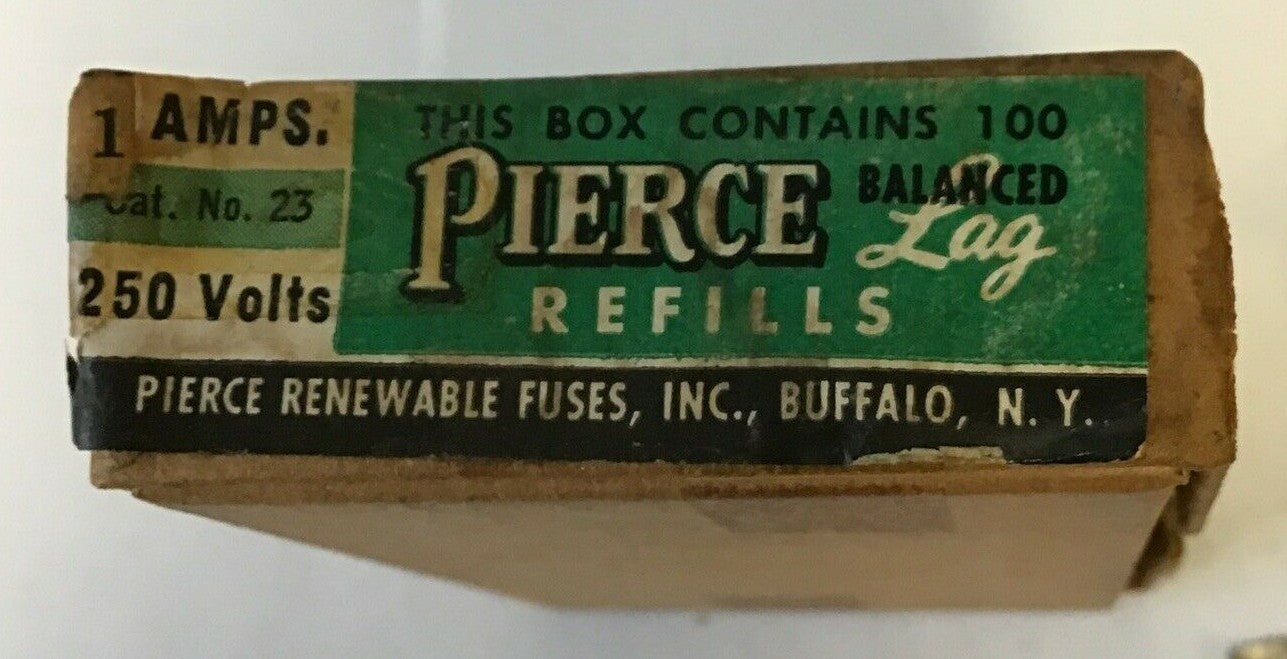 1 AMPS.
Cat. No. 23
250 Volts
THIS BOX CONTAINS 100
PIERCE BALANCED Lag
REFILLS
PIERCE RENEWABLE FUSES, INC., BUFFALO, N. Y.